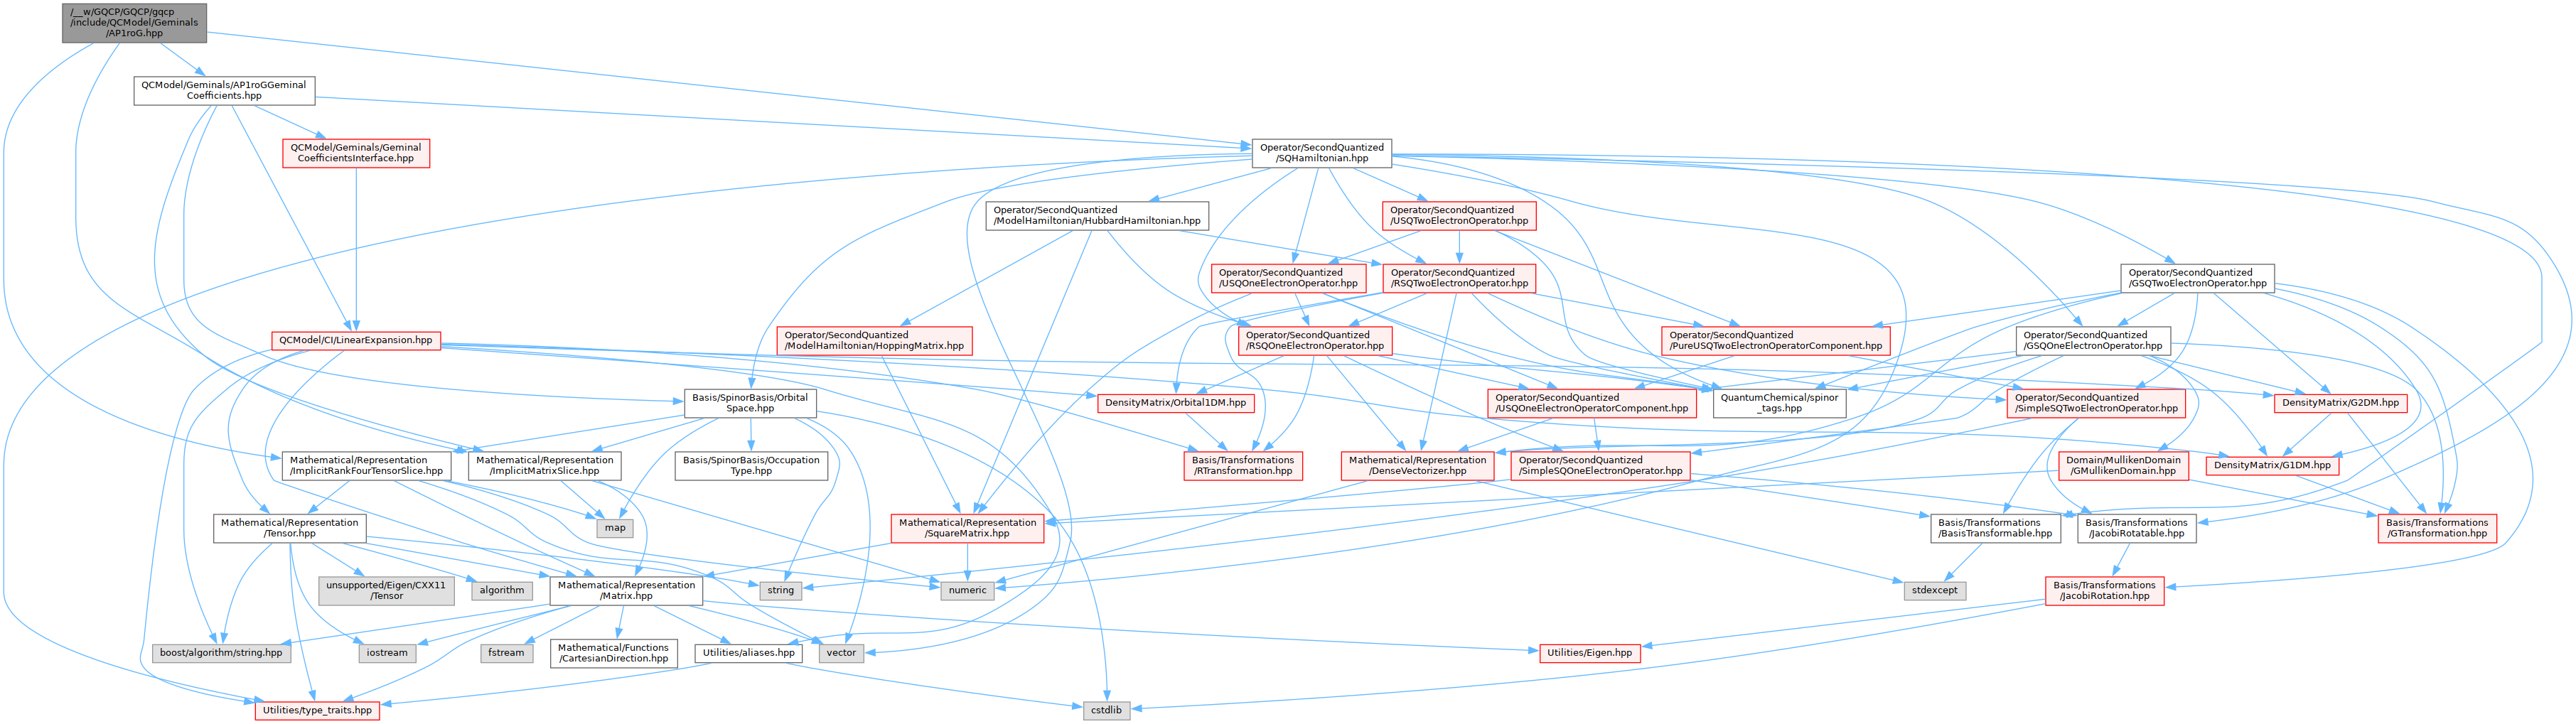 /__w/GQCP/GQCP/gqcp
/include/QCModel/Geminals
/AP1roG.hpp
QCModel/Geminals/AP1roGGeminal
Coefficients.hpp
QCModel/Geminals/Geminal
CoefficientsInterface.hpp
Operator/SecondQuantized
/SQHamiltonian.hpp
Operator/SecondQuantized
/ModelHamiltonian/HubbardHamiltonian.hpp
Operator/SecondQuantized
/USQTwoElectronOperator.hpp
Operator/SecondQuantized
/USQOneElectronOperator.hpp
Operator/SecondQuantized
/RSQTwoElectronOperator.hpp
Operator/SecondQuantized
/GSQTwoElectronOperator.hpp
QCModel/CI/LinearExpansion.hpp
Operator/SecondQuantized
/ModelHamiltonian/HoppingMatrix.hpp
Operator/SecondQuantized
/RSQOneElectronOperator.hpp
Operator/SecondQuantized
/PureUSQTwoElectronOperatorComponent.hpp
Operator/SecondQuantized
/GSQOneElectronOperator.hpp
Basis/SpinorBasis/Orbital
Space.hpp
DensityMatrix/Orbital1DM.hpp
Operator/SecondQuantized
/USQOneElectronOperatorComponent.hpp
QuantumChemical/spinor
_tags.hpp
Operator/SecondQuantized
/SimpleSQTwoElectronOperator.hpp
DensityMatrix/G2DM.hpp
Mathematical/Representation
/ImplicitRankFourTensorSlice.hpp
Mathematical/Representation
/ImplicitMatrixSlice.hpp
Basis/SpinorBasis/Occupation
Type.hpp
Basis/Transformations
/RTransformation.hpp
Mathematical/Representation
/DenseVectorizer.hpp
Operator/SecondQuantized
/SimpleSQOneElectronOperator.hpp
Domain/MullikenDomain
/GMullikenDomain.hpp
DensityMatrix/G1DM.hpp
Mathematical/Representation
/Tensor.hpp
map
Mathematical/Representation
/SquareMatrix.hpp
Basis/Transformations
/BasisTransformable.hpp
Basis/Transformations
/JacobiRotatable.hpp
Basis/Transformations
/GTransformation.hpp
unsupported/Eigen/CXX11
/Tensor
algorithm
Mathematical/Representation
/Matrix.hpp
string
numeric
stdexcept
Basis/Transformations
/JacobiRotation.hpp
boost/algorithm/string.hpp
iostream
fstream
Mathematical/Functions
/CartesianDirection.hpp
Utilities/aliases.hpp
vector
Utilities/Eigen.hpp
Utilities/type_traits.hpp
cstdlib